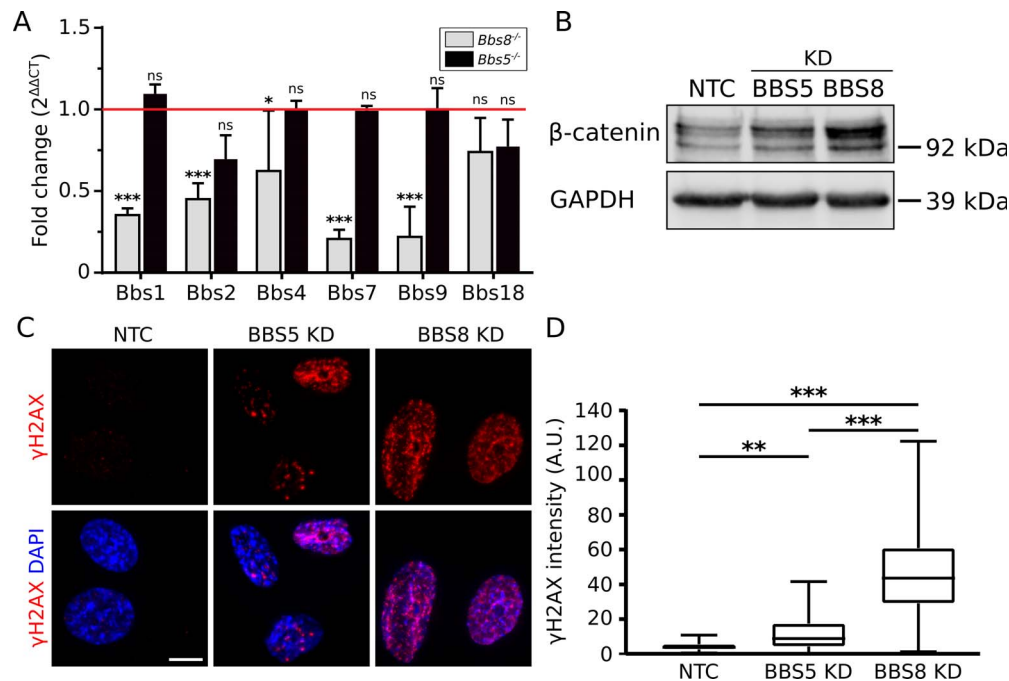 A
Fold change (2^ΔΔCT)
1.5
1.0
0.5
0
Bbs8-/-
Bbs5-/-
*** ns
*** ns
* ns
*** ns
*** ns
ns ns
Bbs1 Bbs2 Bbs4 Bbs7 Bbs9 Bbs18
B
KD
NTC BBS5 BBS8
β-catenin
92 kDa
GAPDH
39 kDa
C
NTC BBS5 KD BBS8 KD
γH2AX
γH2AX DAPI
D
γH2AX intensity (A.U.)
140
120
100
80
60
40
20
0
***
***
**
NTC BBS5 KD BBS8 KD